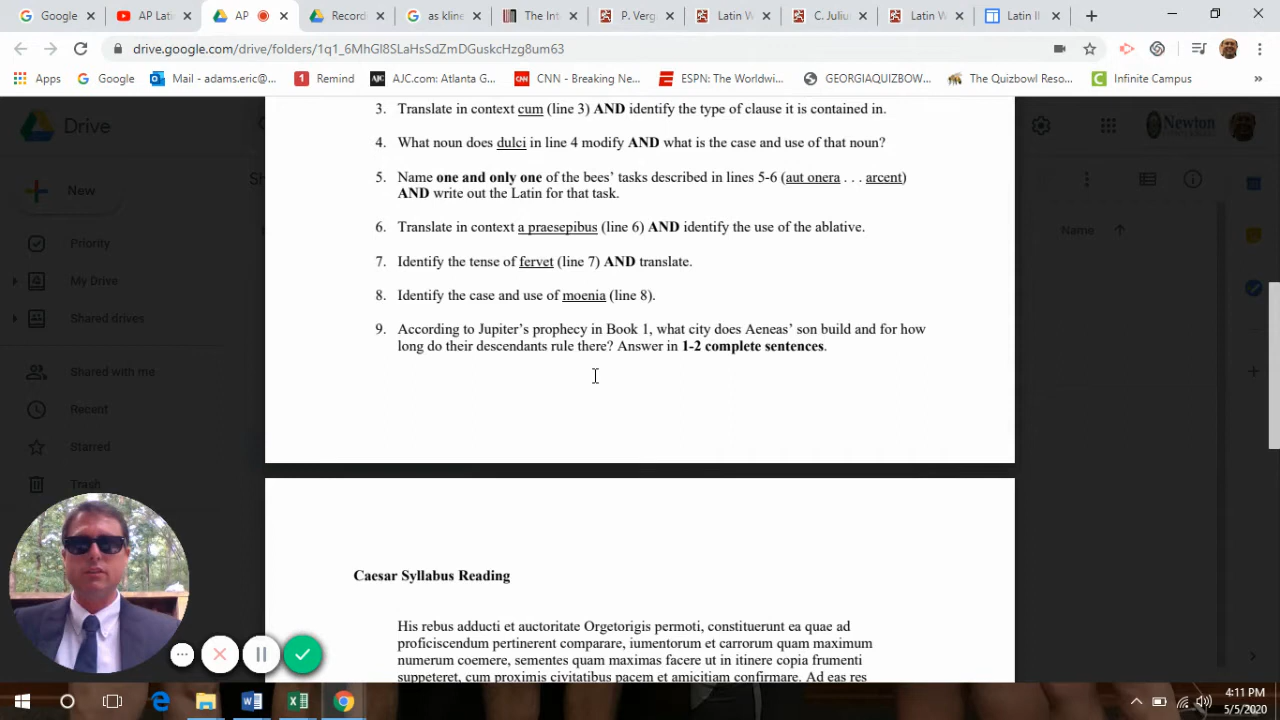 Google
AP Lati
AP
Record
as kline
The Int
P. Verg
Latin W
C. Juliu
Latin W
Latin II
drive.google.com/drive/folders/1q1_6MhGl8SLaHsSdZmDGuskcHzg8um63
Apps
Google
Mail - adams.eric@...
Remind
AJC.com: Atlanta G...
CNN - Breaking Ne...
ESPN: The Worldwi...
GEORGIAQUIZBOW...
The Quizbowl Reso...
Infinite Campus
»
Drive
Newton
New
Priority
My Drive
Shared drives
Shared with me
Recent
Starred
Trash
Name
3. Translate in context cum (line 3) AND identify the type of clause it is contained in.
4. What noun does dulci in line 4 modify AND what is the case and use of that noun?
5. Name one and only one of the bees' tasks described in lines 5-6 (aut onera . . . arcent)
AND write out the Latin for that task.
6. Translate in context a praesepibus (line 6) AND identify the use of the ablative.
7. Identify the tense of fervet (line 7) AND translate.
8. Identify the case and use of moenia (line 8).
9. According to Jupiter's prophecy in Book 1, what city does Aeneas' son build and for how
long do their descendants rule there? Answer in 1-2 complete sentences.
Caesar Syllabus Reading
His rebus adducti et auctoritate Orgetorigis permoti, constituerunt ea quae ad
proficiscendum pertinerent comparare, iumentorum et carrorum quam maximum
numerum coemere, sementes quam maximas facere ut in itinere copia frumenti
suppeteret, cum proximis civitatibus pacem et amicitiam confirmare. Ad eas res
4:11 PM
5/5/2020